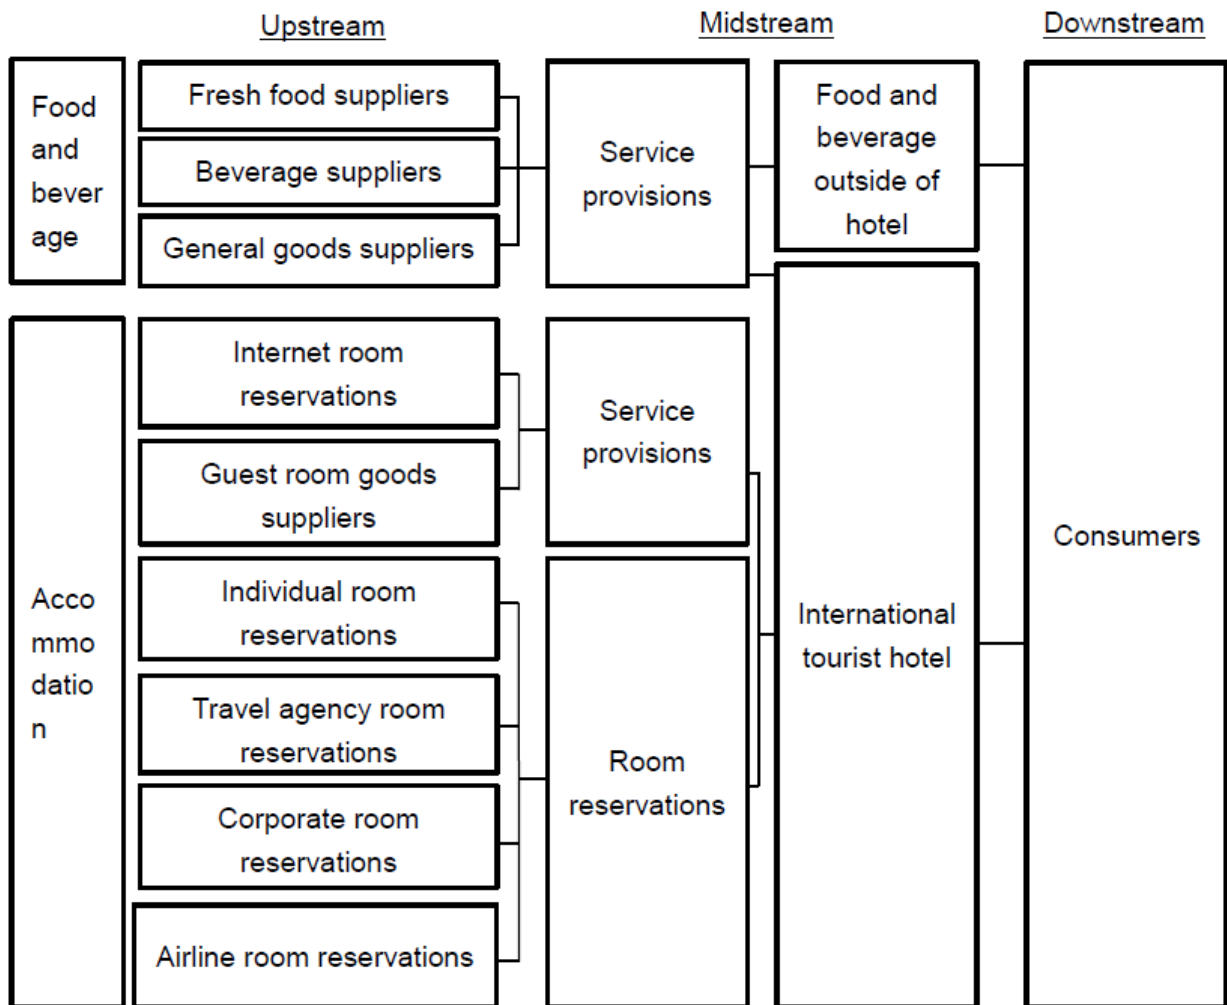 Upstream
Midstream
Downstream
Food
and
bever
age
Fresh food suppliers
Beverage suppliers
General goods suppliers
Service
provisions
Food and
beverage
outside of
hotel
Acco
mmo
datio
n
Internet room
reservations
Guest room goods
suppliers
Individual room
reservations
Travel agency room
reservations
Corporate room
reservations
Airline room reservations
Service
provisions
Room
reservations
International
tourist hotel
Consumers